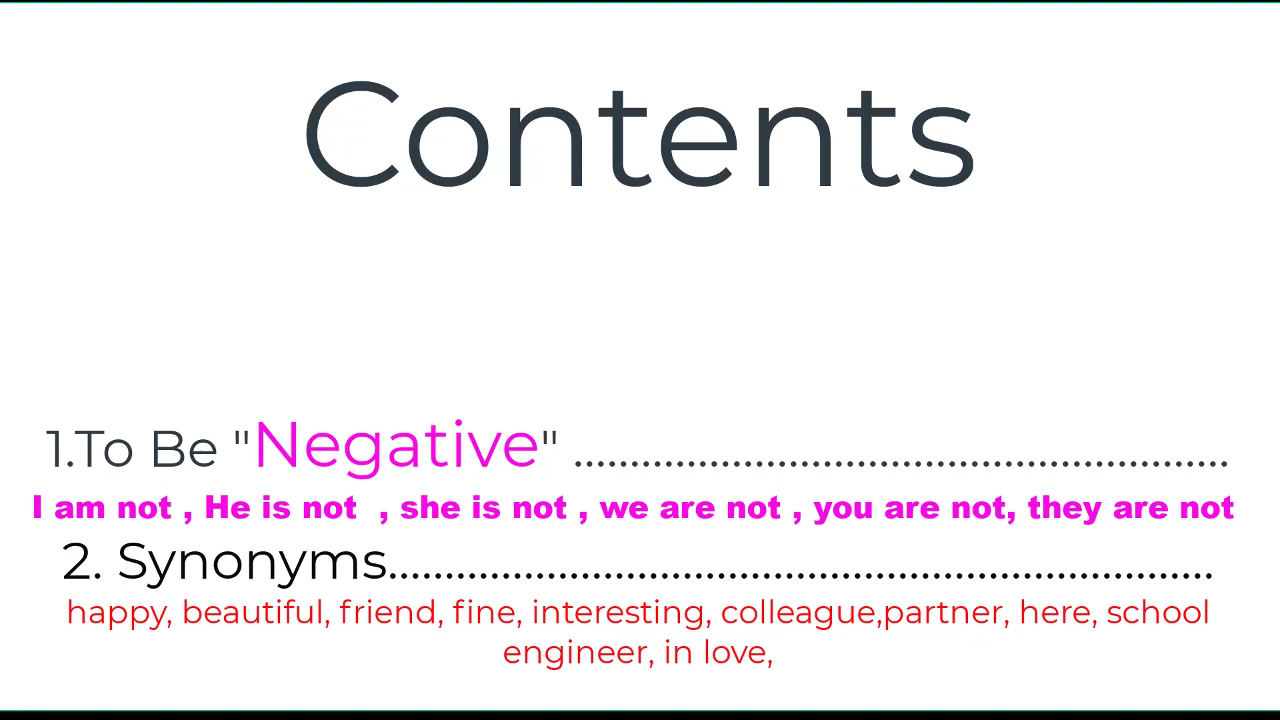 Contents
1.To Be "Negative" ..........................................................
I am not , He is not  , she is not , we are not , you are not, they are not
2. Synonyms.........................................................................
happy, beautiful, friend, fine, interesting, colleague,partner, here, school
engineer, in love,